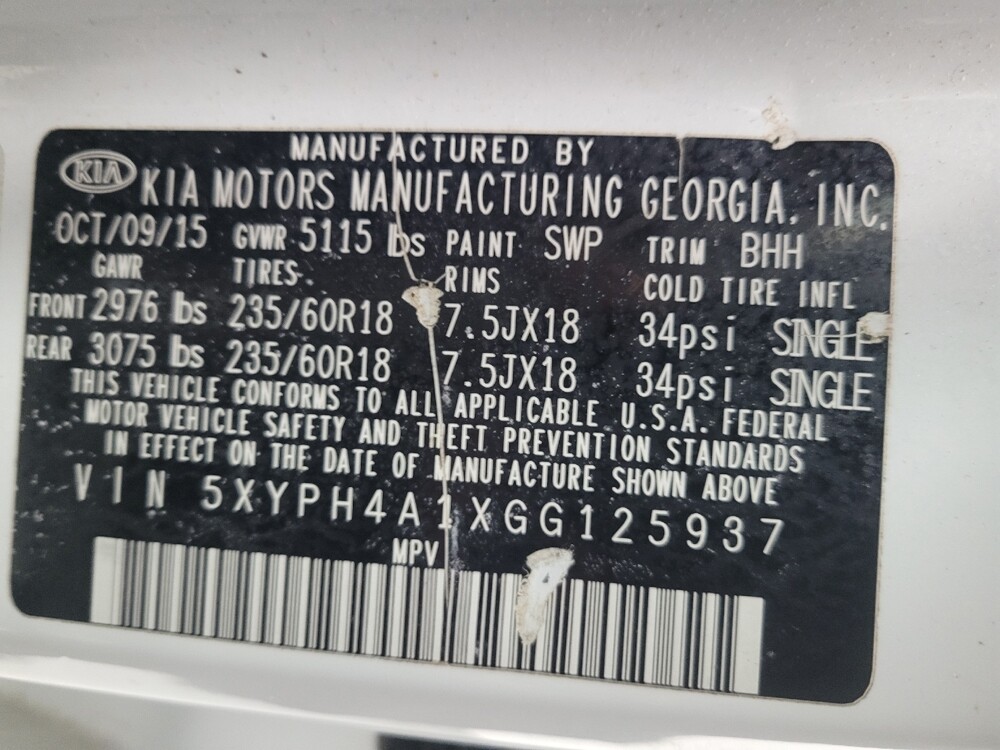 MANUFACTURED BY
KIA KIA MOTORS MANUFACTURING GEORGIA, INC.
OCT/09/15 GVWR 5115 lbs PAINT SWP TRIM BHH
GAWR TIRES RIMS COLD TIRE INFL
FRONT 2976 lbs 235/60R18 7.5JX18 34psi SINGLE
REAR 3075 lbs 235/60R18 7.5JX18 34psi SINGLE
THIS VEHICLE CONFORMS TO ALL APPLICABLE U.S.A. FEDERAL
MOTOR VEHICLE SAFETY AND THEFT PREVENTION STANDARDS
IN EFFECT ON THE DATE OF MANUFACTURE SHOWN ABOVE
VIN 5XYPH4A1XGG125937
MPV